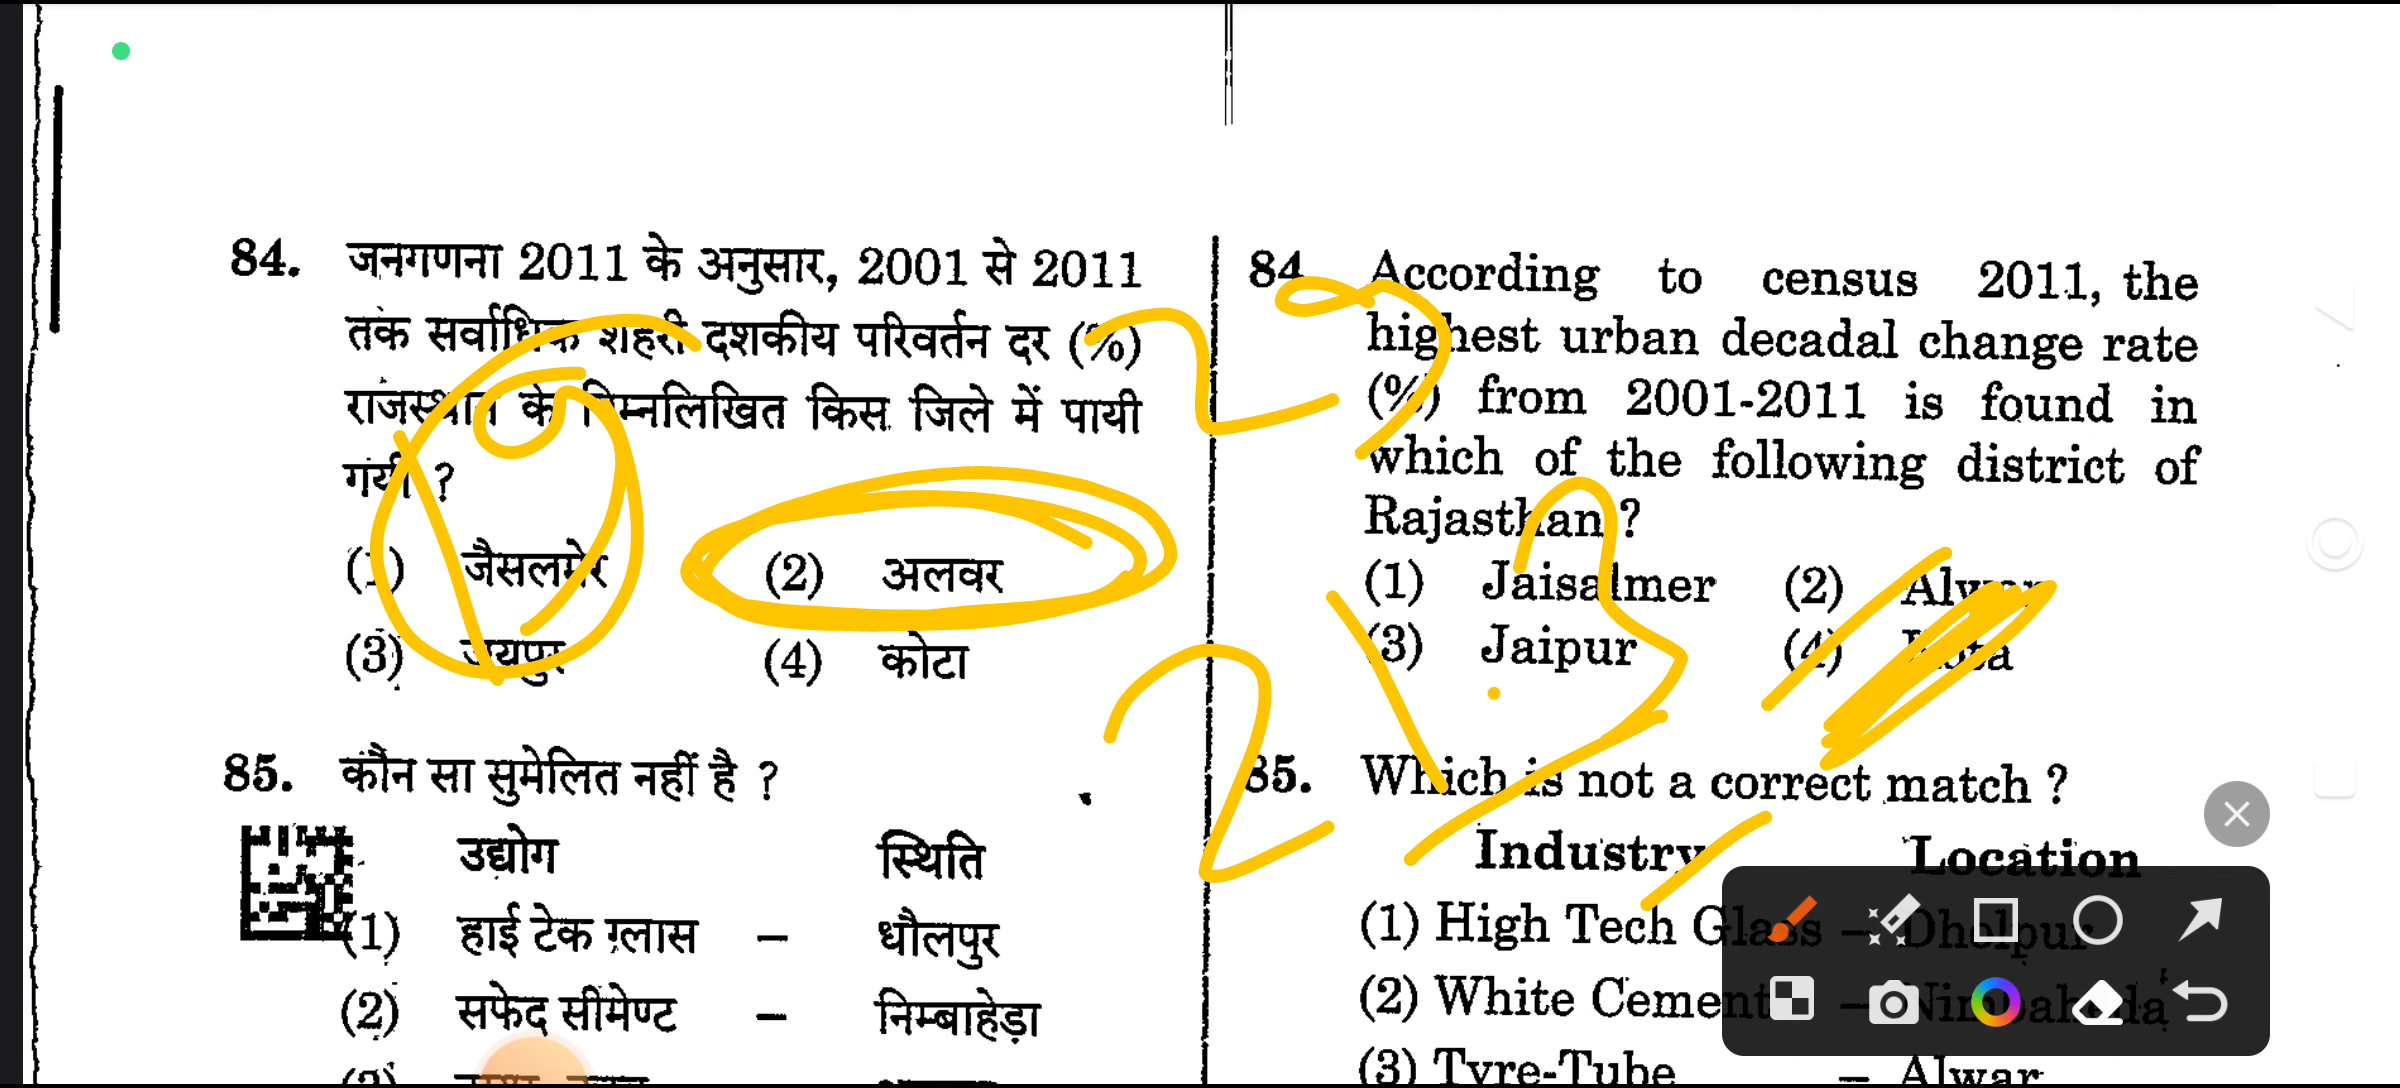 84. जनगणना 2011 के अनुसार, 2001 से 2011
तक सर्वाधिक शहरी दशकीय परिवर्तन दर (%)
राजस्थान के निम्नलिखित किस जिले में पायी
गयी ?
(1) जैसलमेर (2) अलवर
(3) जयपुर (4) कोटा
85. कौन सा सुमेलित नहीं है ?
उद्योग स्थिति
(1) हाई टेक ग्लास – धौलपुर
(2) सफेद सीमेण्ट – निम्बाहेड़ा
84 According to census 2011, the
highest urban decadal change rate
(%) from 2001-2011 is found in
which of the following district of
Rajasthan ?
(1) Jaisalmer (2) Alwar
(3) Jaipur (4) Kota
85. Which is not a correct match ?
Industry Location
(1) High Tech Glass – Dholpur
(2) White Cement – Nimbaheda
(3) Tyre-Tube – Alwar